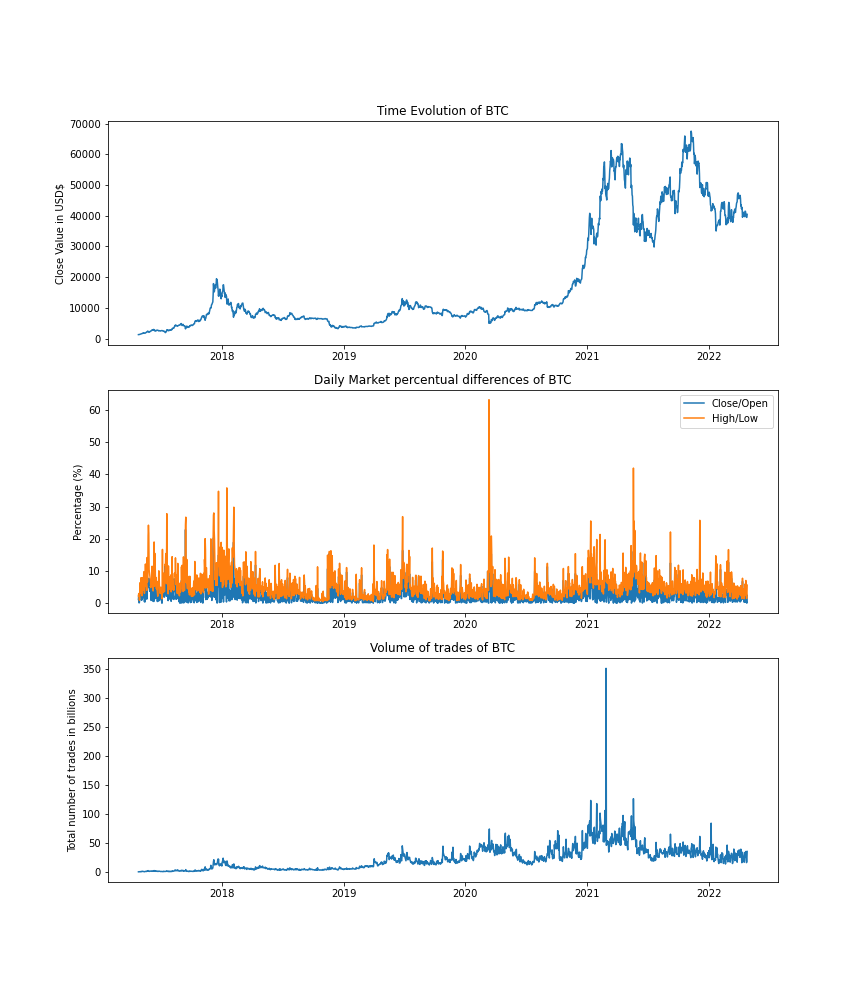 Time Evolution of BTC
Close Value in USD$
70000
60000
50000
40000
30000
20000
10000
0
2018 2019 2020 2021 2022
Daily Market percentual differences of BTC
Percentage (%)
60
50
40
30
20
10
0
Close/Open
High/Low
2018 2019 2020 2021 2022
Volume of trades of BTC
Total number of trades in billions
350
300
250
200
150
100
50
0
2018 2019 2020 2021 2022